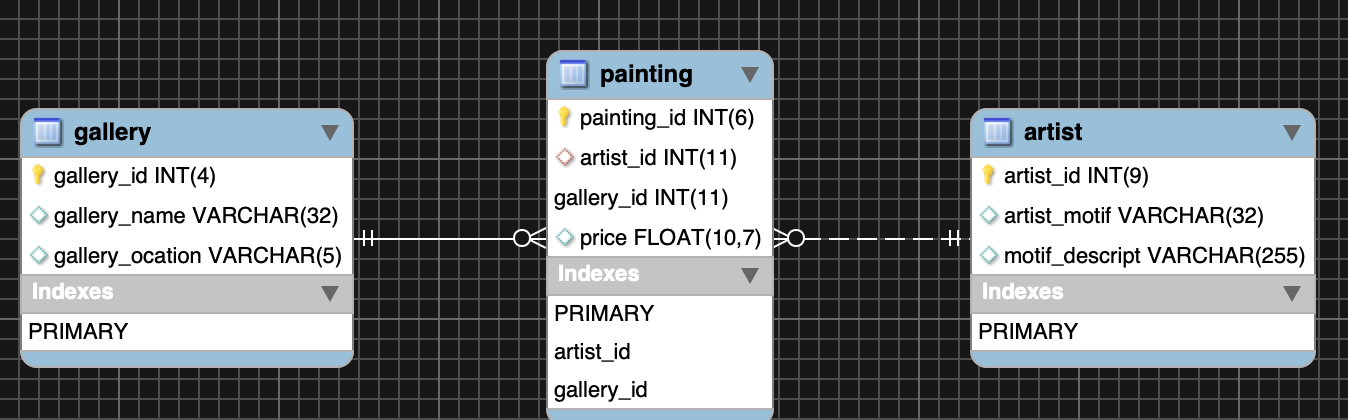 gallery
gallery_id INT(4)
gallery_name VARCHAR(32)
gallery_ocation VARCHAR(5)
Indexes
PRIMARY
painting
painting_id INT(6)
artist_id INT(11)
gallery_id INT(11)
price FLOAT(10,7)
Indexes
PRIMARY
artist_id
gallery_id
artist
artist_id INT(9)
artist_motif VARCHAR(32)
motif_descript VARCHAR(255)
Indexes
PRIMARY